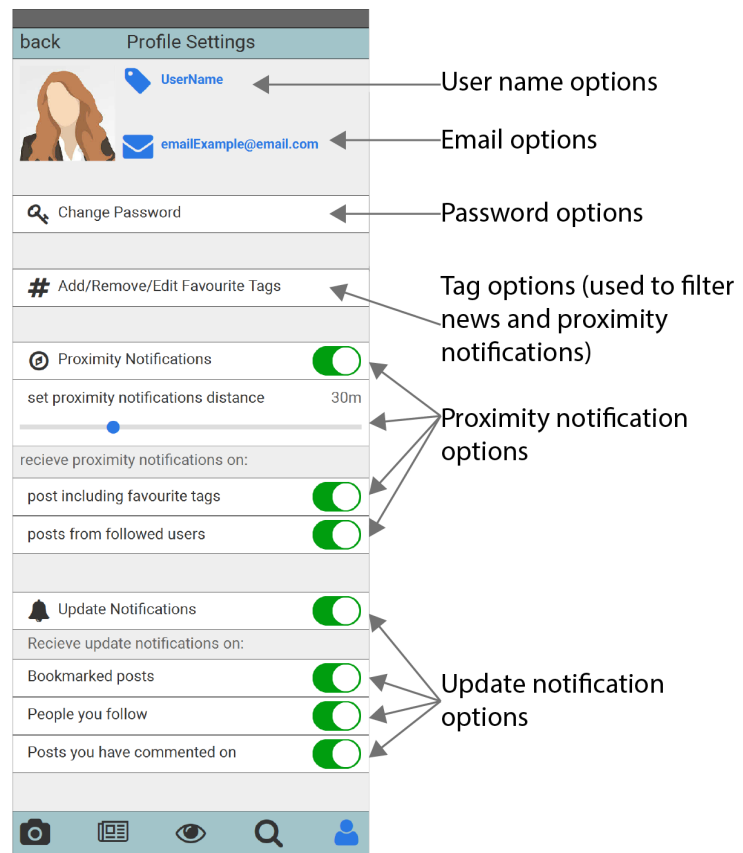 back Profile Settings
UserName
User name options
emailExample@email.com
Email options
Change Password
Password options
# Add/Remove/Edit Favourite Tags
Tag options (used to filter
news and proximity
notifications)
Proximity Notifications
set proximity notifications distance 30m
Proximity notification
options
recieve proximity notifications on:
post including favourite tags
posts from followed users
Update Notifications
Recieve update notifications on:
Bookmarked posts
People you follow
Posts you have commented on
Update notification
options